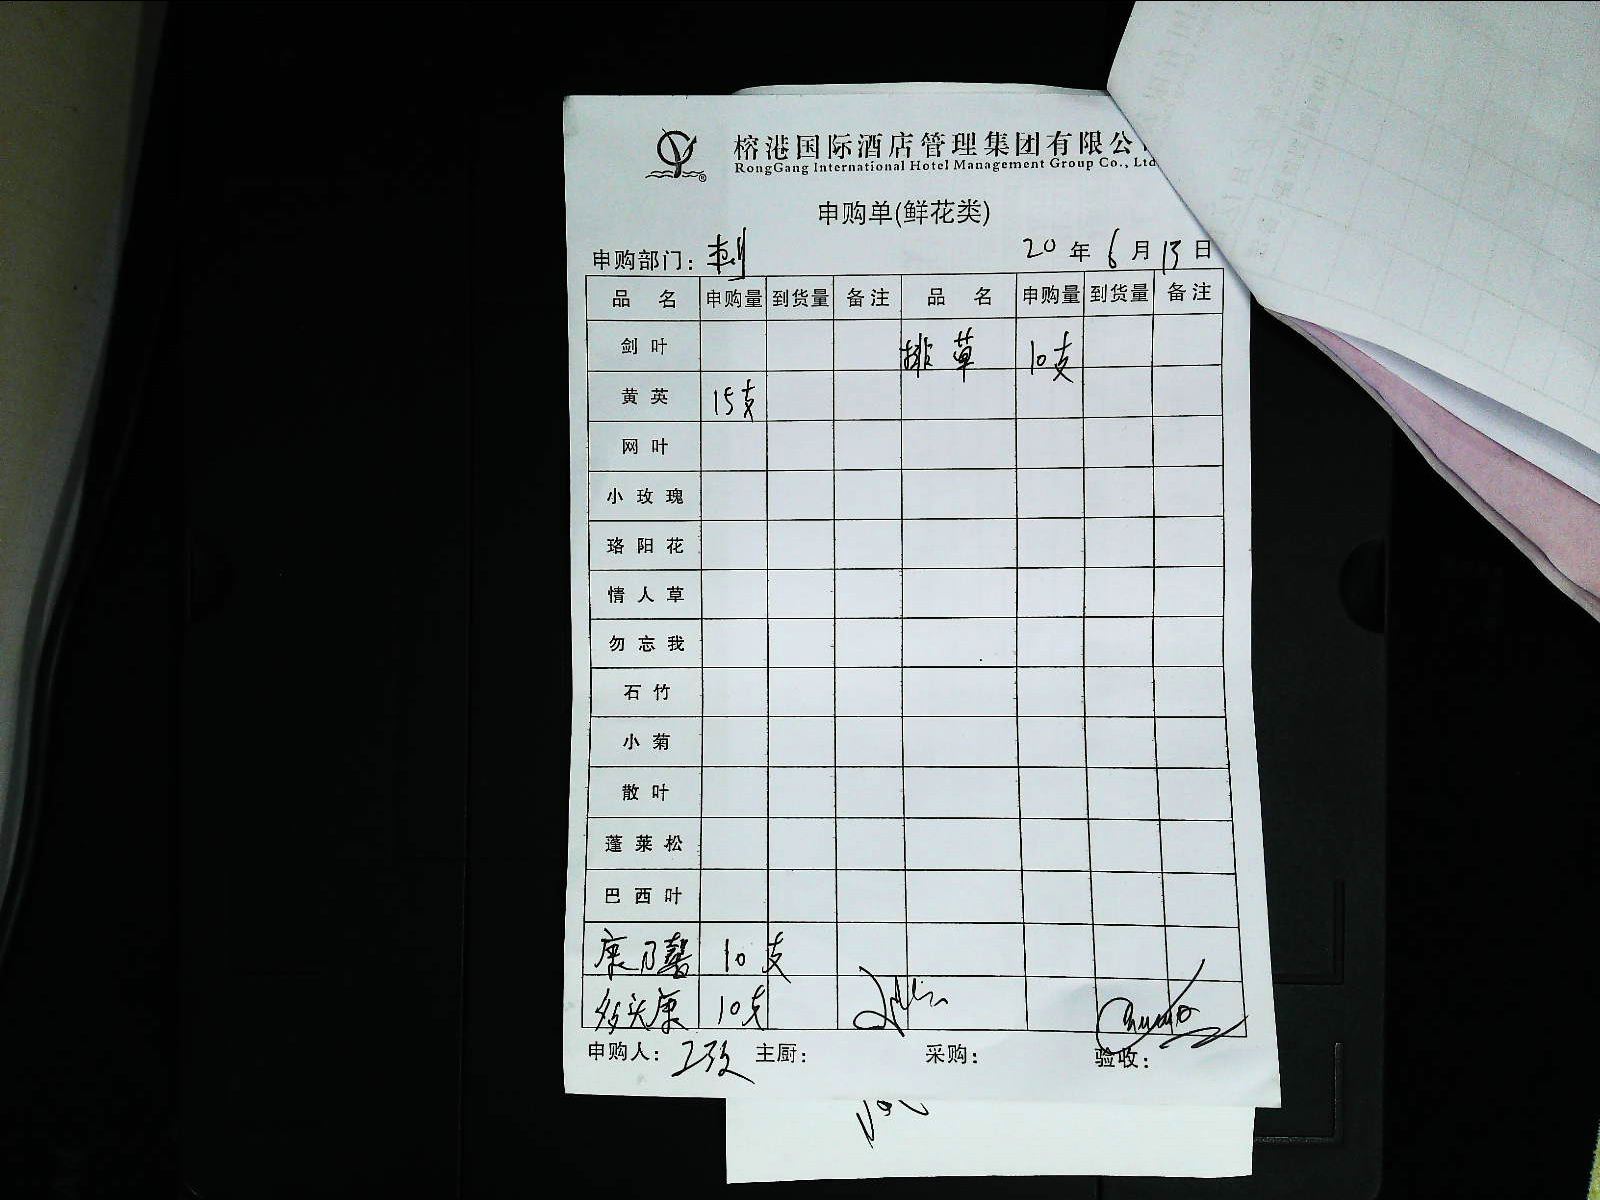 榕港国际酒店管理集团有限公
RongGang International Hotel Management Group Co., Ltd
申购单(鲜花类)
申购部门: 刺 20 年 6 月 13 日
品 名 申购量 到货量 备注 品 名 申购量 到货量 备注
剑叶 排草 10支
黄英 15支
网叶
小玫瑰
珞阳花
情人草
勿忘我
石竹
小菊
散叶
蓬莱松
巴西叶
康乃馨 10支
多头康 10支
申购人: 主厨: 采购: 验收: